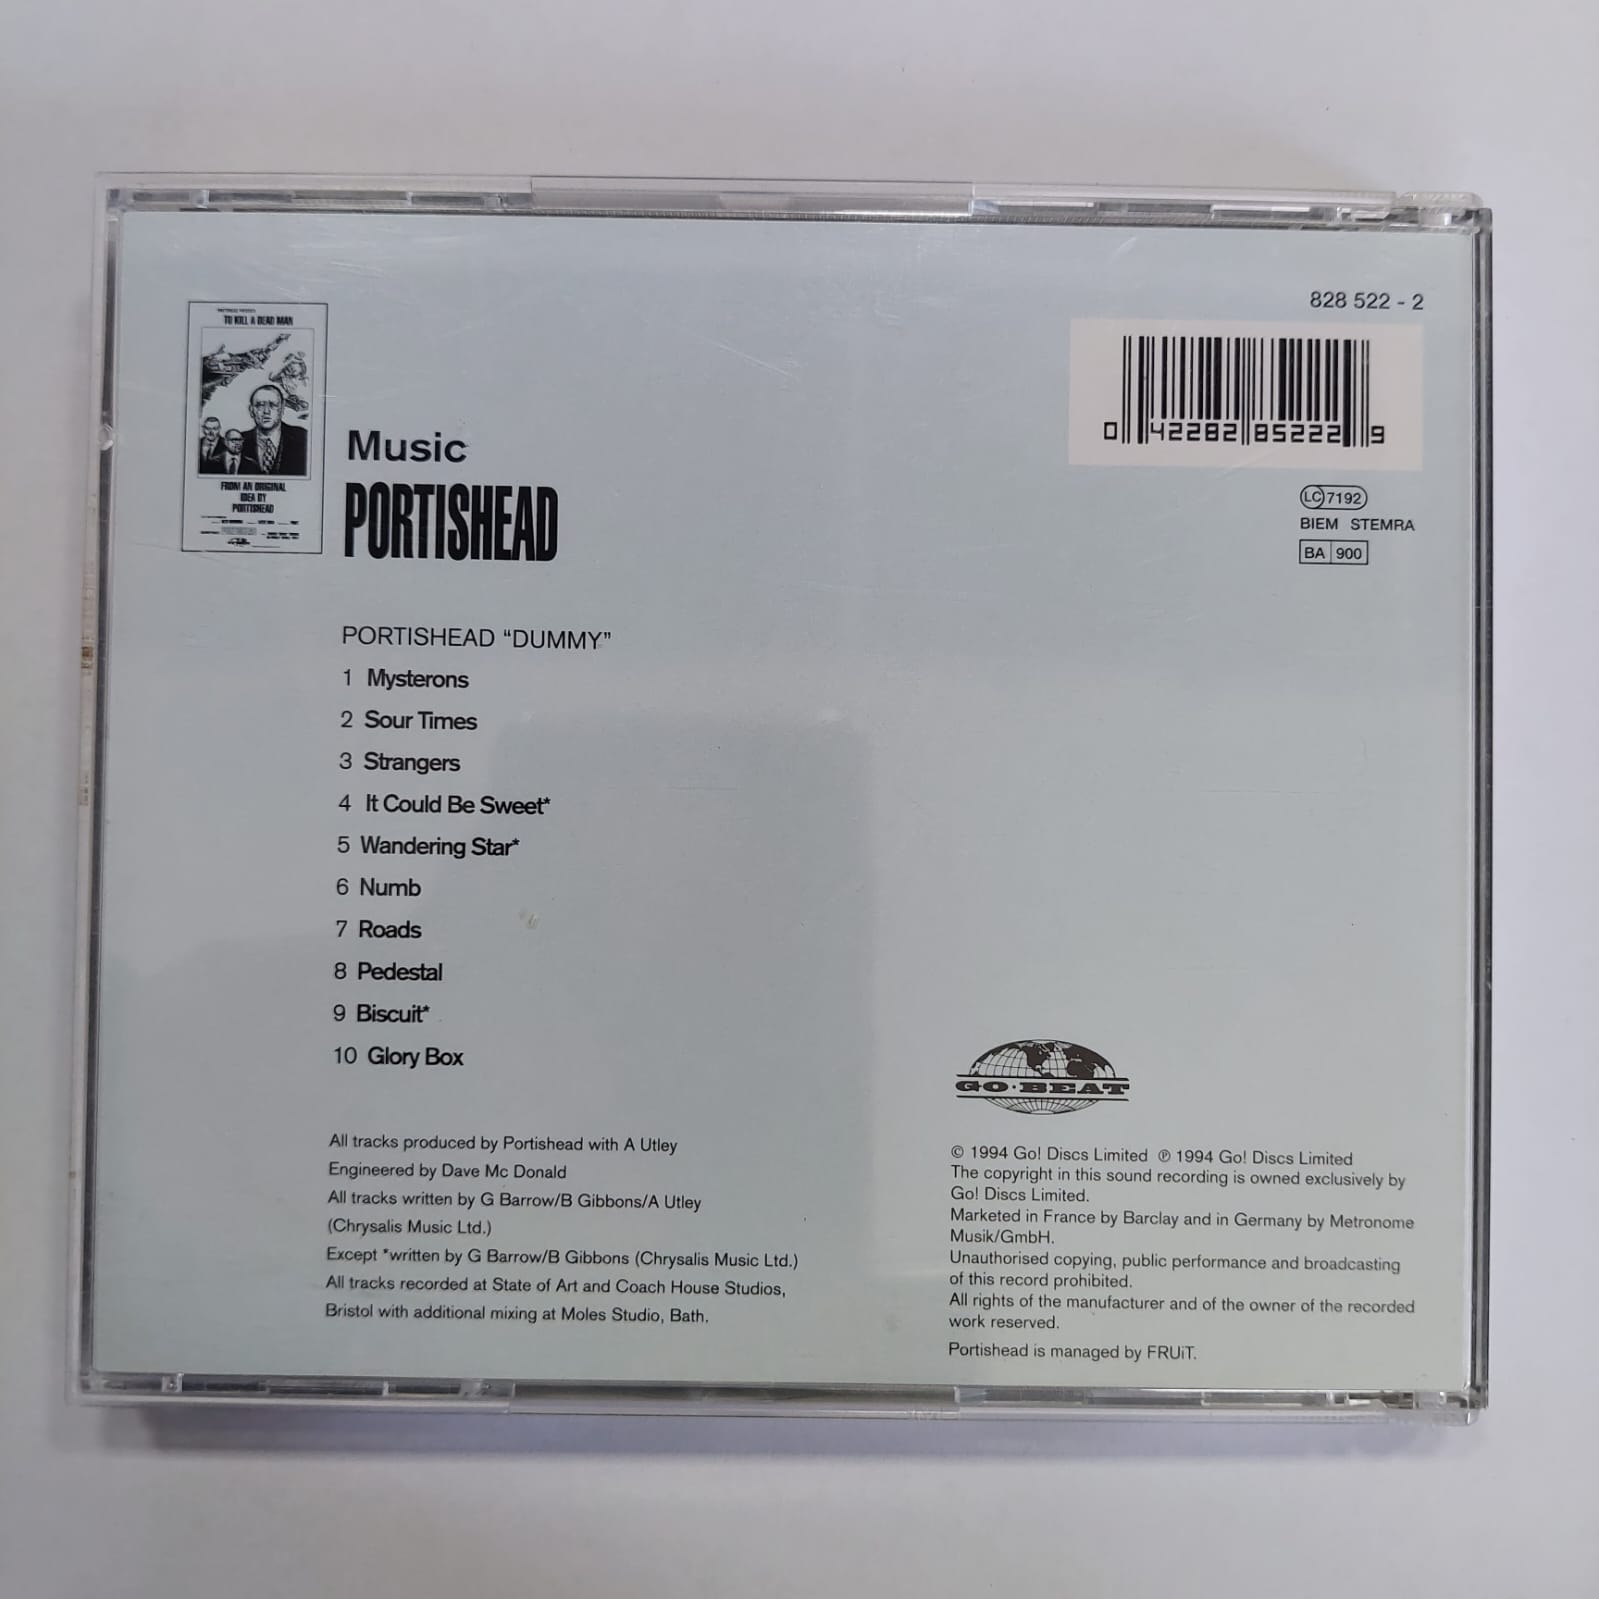 828 522 - 2
0 42282 85222 9
LC 7192
BIEM STEMRA
BA 900
TO KILL A DEAD MAN
FROM AN ORIGINAL
IDEA BY
PORTISHEAD
Music
PORTISHEAD
PORTISHEAD “DUMMY”
1 Mysterons
2 Sour Times
3 Strangers
4 It Could Be Sweet*
5 Wandering Star*
6 Numb
7 Roads
8 Pedestal
9 Biscuit*
10 Glory Box
All tracks produced by Portishead with A Utley
Engineered by Dave Mc Donald
All tracks written by G Barrow/B Gibbons/A Utley
(Chrysalis Music Ltd.)
Except *written by G Barrow/B Gibbons (Chrysalis Music Ltd.)
All tracks recorded at State of Art and Coach House Studios,
Bristol with additional mixing at Moles Studio, Bath.
GO·BEAT
© 1994 Go! Discs Limited ℗ 1994 Go! Discs Limited
The copyright in this sound recording is owned exclusively by
Go! Discs Limited.
Marketed in France by Barclay and in Germany by Metronome
Musik/GmbH.
Unauthorised copying, public performance and broadcasting
of this record prohibited.
All rights of the manufacturer and of the owner of the recorded
work reserved.
Portishead is managed by FRUiT.